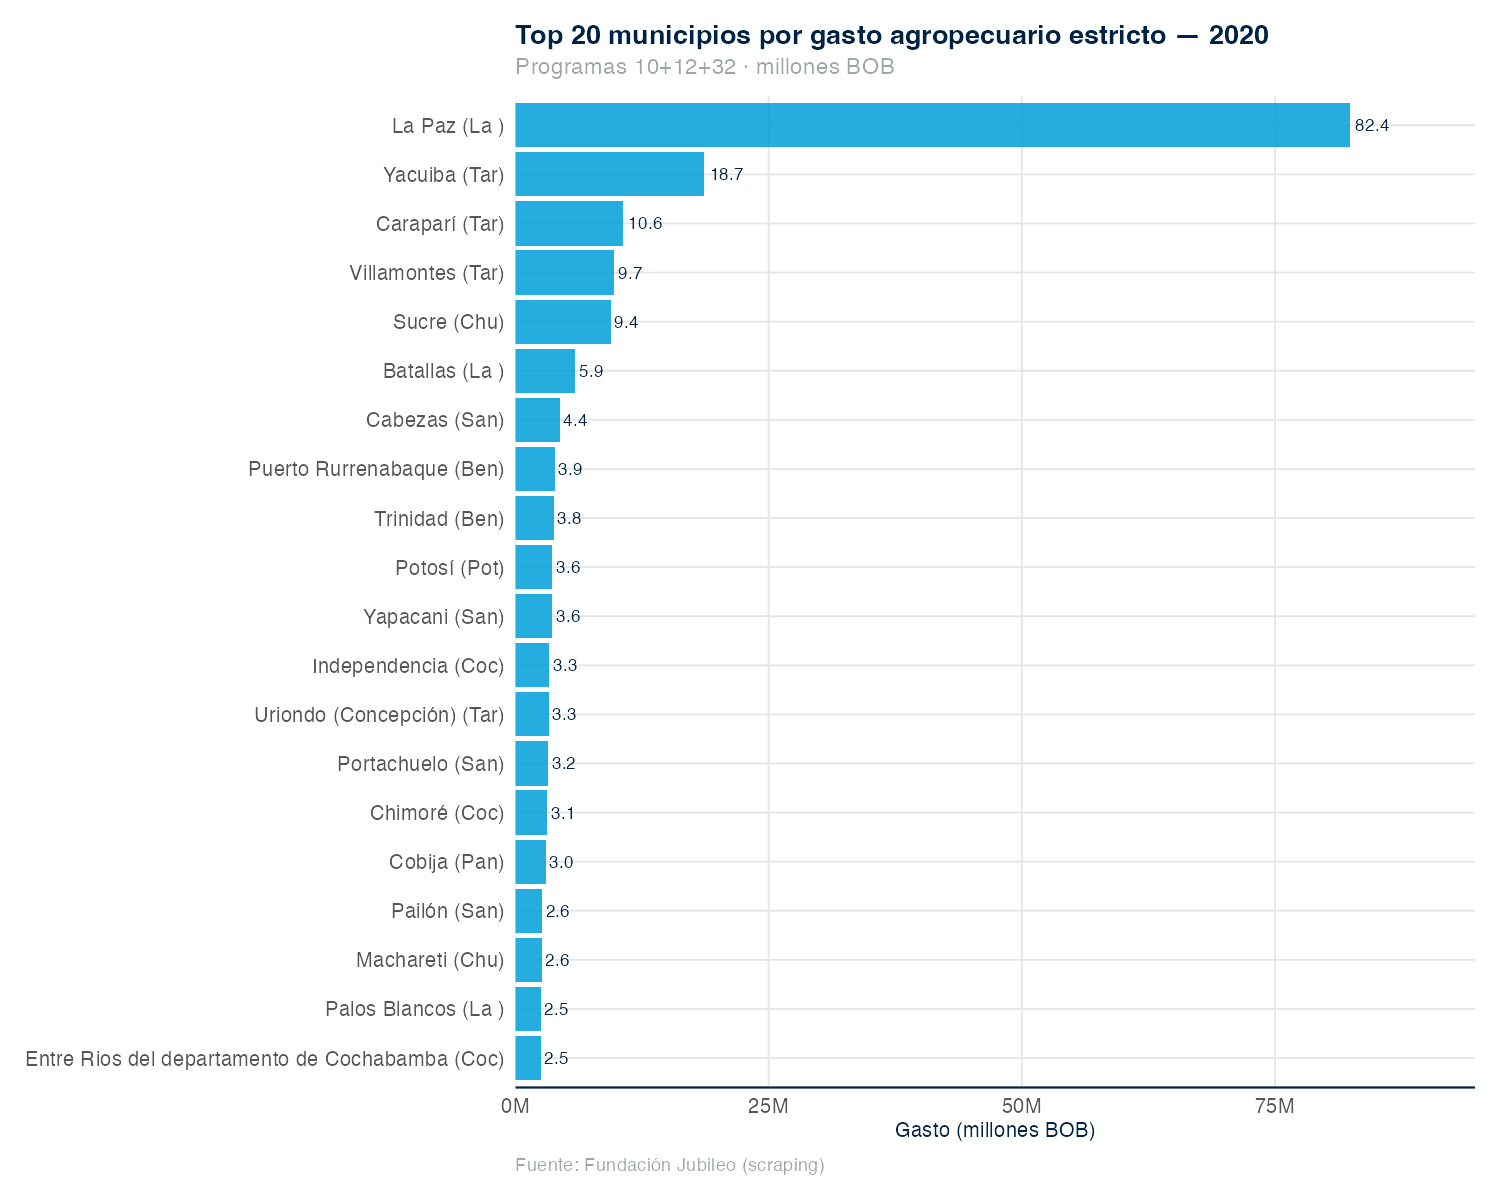 Top 20 municipios por gasto agropecuario estricto — 2020
Programas 10+12+32 · millones BOB
La Paz (La ) 82.4
Yacuiba (Tar) 18.7
Caraparí (Tar) 10.6
Villamontes (Tar) 9.7
Sucre (Chu) 9.4
Batallas (La ) 5.9
Cabezas (San) 4.4
Puerto Rurrenabaque (Ben) 3.9
Trinidad (Ben) 3.8
Potosí (Pot) 3.6
Yapacani (San) 3.6
Independencia (Coc) 3.3
Uriondo (Concepción) (Tar) 3.3
Portachuelo (San) 3.2
Chimoré (Coc) 3.1
Cobija (Pan) 3.0
Pailón (San) 2.6
Machareti (Chu) 2.6
Palos Blancos (La ) 2.5
Entre Rios del departamento de Cochabamba (Coc) 2.5
0M 25M 50M 75M
Gasto (millones BOB)
Fuente: Fundación Jubileo (scraping)